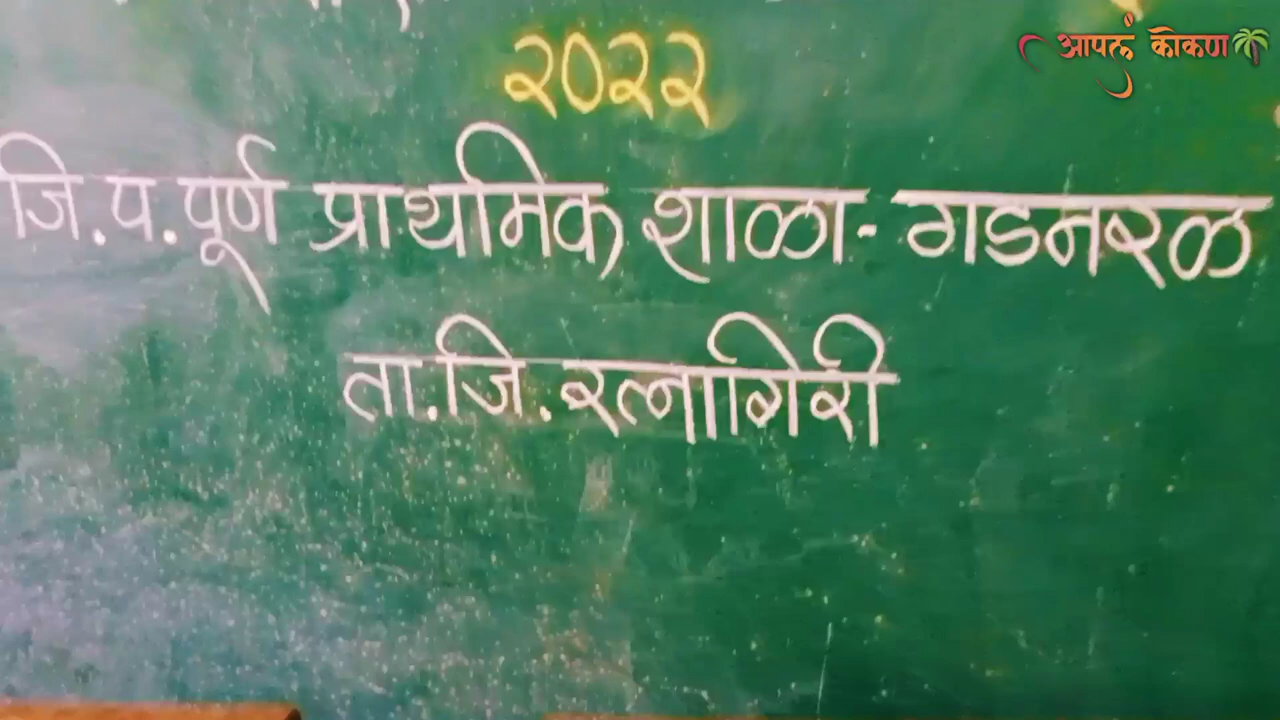 आपलं कोकण
२०२२
जि.प.पूर्ण प्राथमिक शाळा- गडनरळ
ता.जि.रत्नागिरी